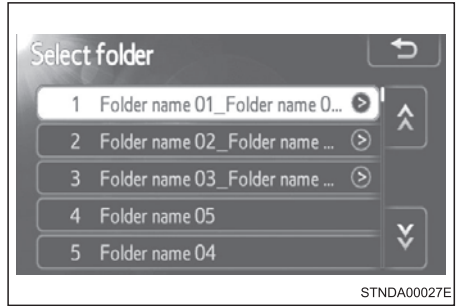 Select folder
1 Folder name 01_Folder name 0...
2 Folder name 02_Folder name ...
3 Folder name 03_Folder name ...
4 Folder name 05
5 Folder name 04
STNDA00027E